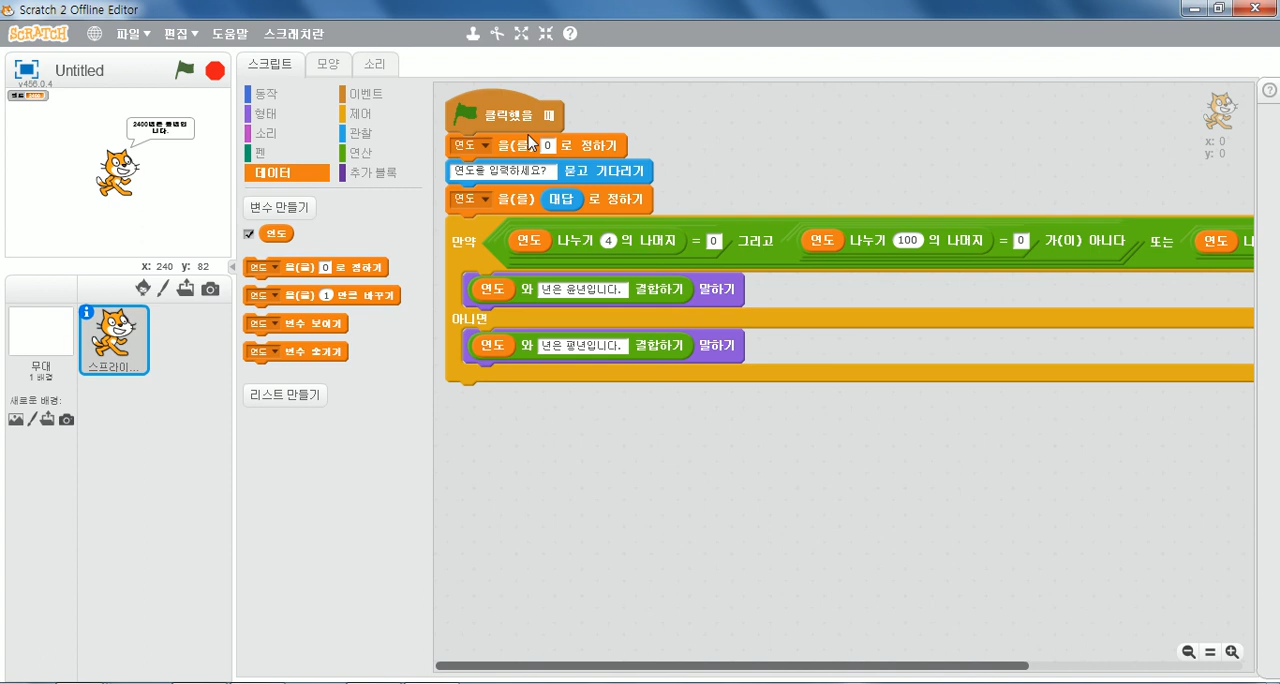 Scratch 2 Offline Editor
SCRATCH 파일 편집 도움말 스크래치란
Untitled
v456.0.4
2400년은 윤년입니다.
x: 240 y: 82
무대
1 배경
새로운 배경:
스프라이...
스크립트 모양 소리
동작 이벤트
형태 제어
소리 관찰
펜 연산
데이터 추가 블록
변수 만들기
연도
연도 을(를) 0 로 정하기
연도 을(를) 1 만큼 바꾸기
연도 변수 보이기
연도 변수 숨기기
리스트 만들기
클릭했을 때
연도 을(를) 0 로 정하기
연도를 입력하세요? 묻고 기다리기
연도 을(를) 대답 로 정하기
만약 연도 나누기 4 의 나머지 = 0 그리고 연도 나누기 100 의 나머지 = 0 가(이) 아니다 또는 연도 나
연도 와 년은 윤년입니다. 결합하기 말하기
아니면
연도 와 년은 평년입니다. 결합하기 말하기
x: 0
y: 0